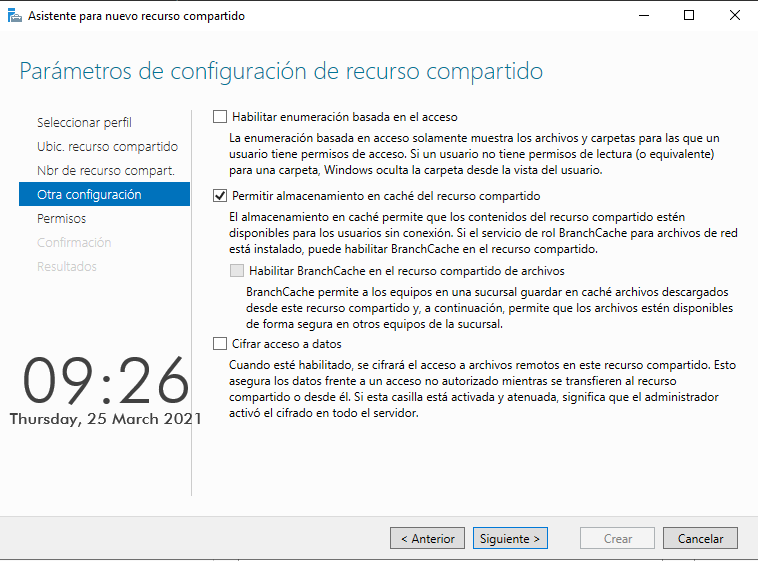 Asistente para nuevo recurso compartido
Parámetros de configuración de recurso compartido
Seleccionar perfil
Ubic. recurso compartido
Nbr de recurso compart.
Otra configuración
Permisos
Confirmación
Resultados
Habilitar enumeración basada en el acceso
La enumeración basada en acceso solamente muestra los archivos y carpetas para las que un
usuario tiene permisos de acceso. Si un usuario no tiene permisos de lectura (o equivalente)
para una carpeta, Windows oculta la carpeta desde la vista del usuario.
Permitir almacenamiento en caché del recurso compartido
El almacenamiento en caché permite que los contenidos del recurso compartido estén
disponibles para los usuarios sin conexión. Si el servicio de rol BranchCache para archivos de red
está instalado, puede habilitar BranchCache en el recurso compartido.
Habilitar BranchCache en el recurso compartido de archivos
BranchCache permite a los equipos en una sucursal guardar en caché archivos descargados
desde este recurso compartido y, a continuación, permite que los archivos estén disponibles
de forma segura en otros equipos de la sucursal.
Cifrar acceso a datos
Cuando esté habilitado, se cifrará el acceso a archivos remotos en este recurso compartido. Esto
asegura los datos frente a un acceso no autorizado mientras se transfieren al recurso
compartido o desde él. Si esta casilla está activada y atenuada, significa que el administrador
activó el cifrado en todo el servidor.
09:26
Thursday, 25 March 2021
< Anterior
Siguiente >
Crear
Cancelar